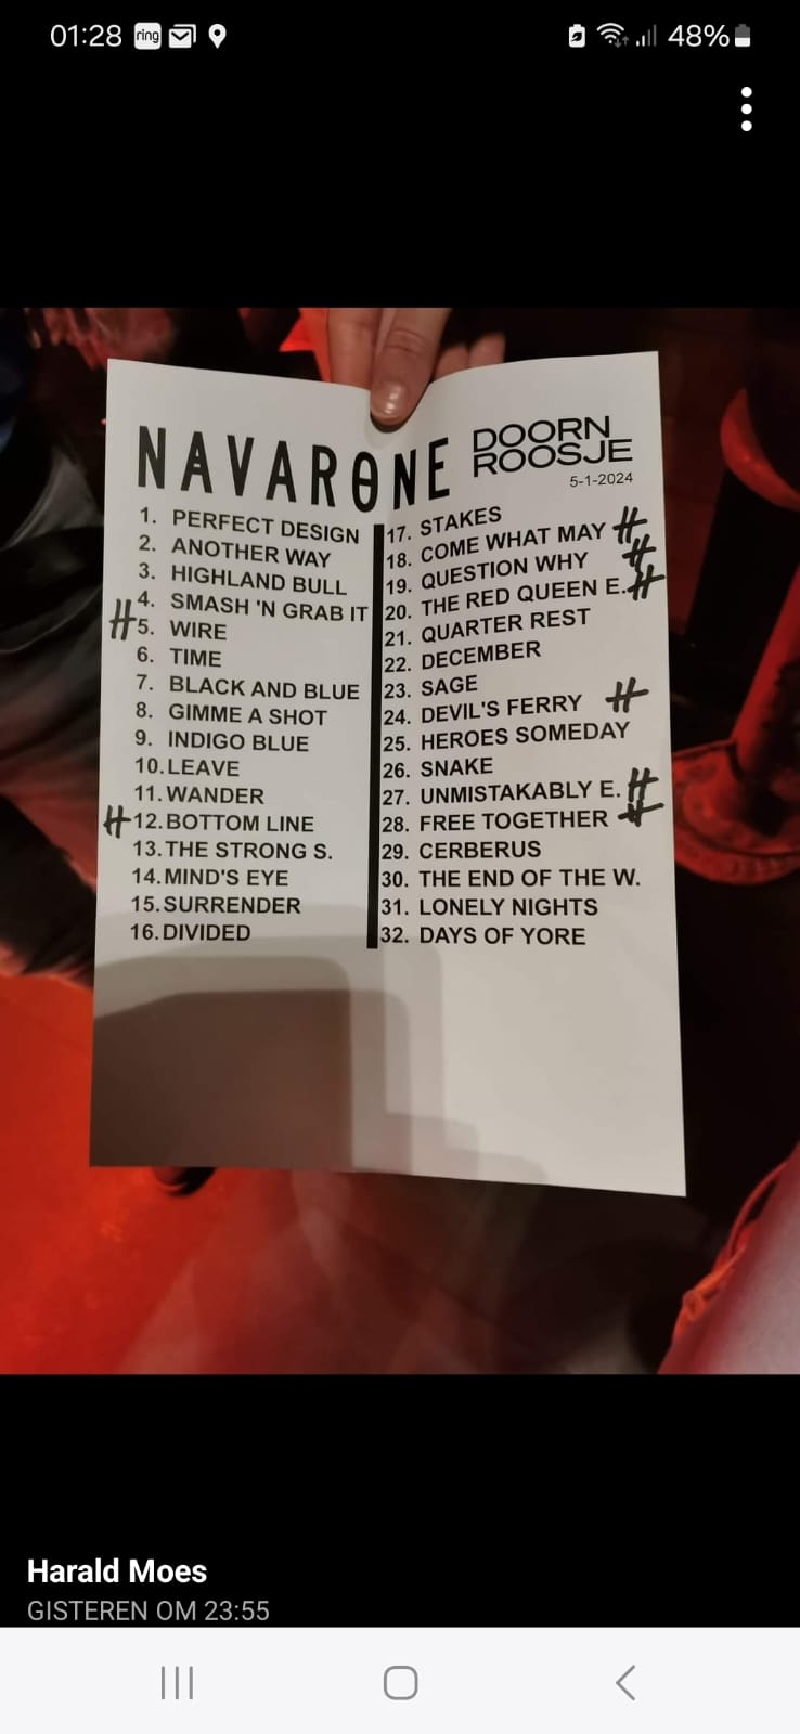 01:28 ring 48%
NAVARONE DOORN ROOSJE
5-1-2024
1. PERFECT DESIGN
2. ANOTHER WAY
3. HIGHLAND BULL
4. SMASH 'N GRAB IT
# 5. WIRE
6. TIME
7. BLACK AND BLUE
8. GIMME A SHOT
9. INDIGO BLUE
10. LEAVE
11. WANDER
# 12. BOTTOM LINE
13. THE STRONG S.
14. MIND'S EYE
15. SURRENDER
16. DIVIDED
17. STAKES
18. COME WHAT MAY #
19. QUESTION WHY #
20. THE RED QUEEN E. #
21. QUARTER REST
22. DECEMBER
23. SAGE
24. DEVIL'S FERRY #
25. HEROES SOMEDAY
26. SNAKE
27. UNMISTAKABLY E. #
28. FREE TOGETHER #
29. CERBERUS
30. THE END OF THE W.
31. LONELY NIGHTS
32. DAYS OF YORE
Harald Moes
GISTEREN OM 23:55